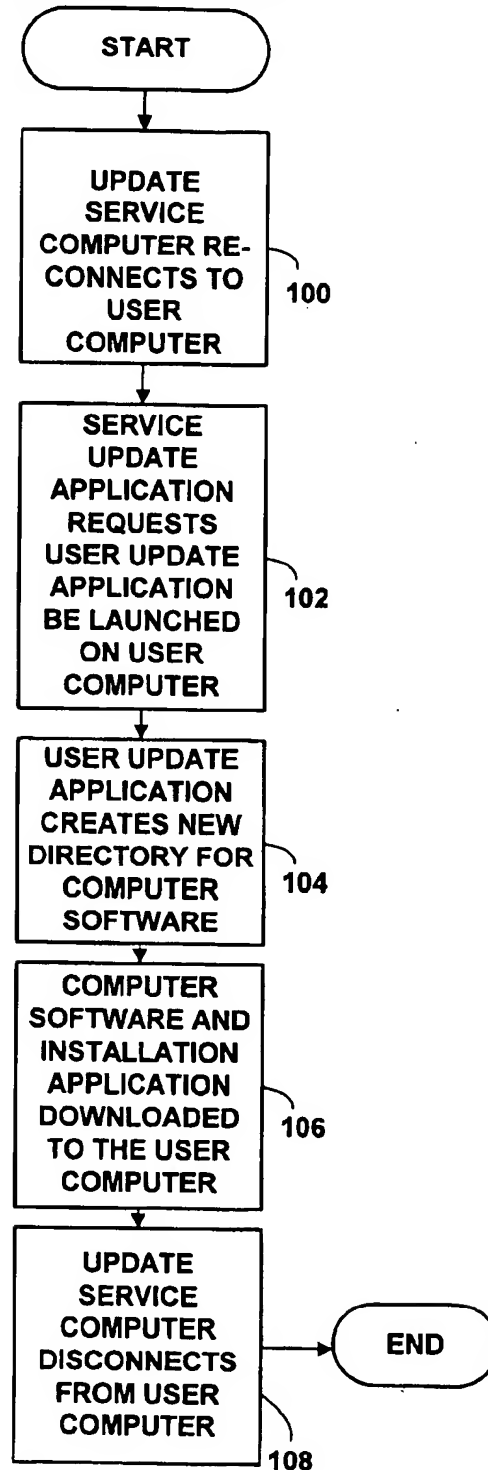 START
UPDATE
SERVICE
COMPUTER RE-
CONNECTS TO
USER
COMPUTER
100
SERVICE
UPDATE
APPLICATION
REQUESTS
USER UPDATE
APPLICATION
BE LAUNCHED
ON USER
COMPUTER
102
USER UPDATE
APPLICATION
CREATES NEW
DIRECTORY FOR
COMPUTER
SOFTWARE
104
COMPUTER
SOFTWARE AND
INSTALLATION
APPLICATION
DOWNLOADED
TO THE USER
COMPUTER
106
UPDATE
SERVICE
COMPUTER
DISCONNECTS
FROM USER
COMPUTER
108
END